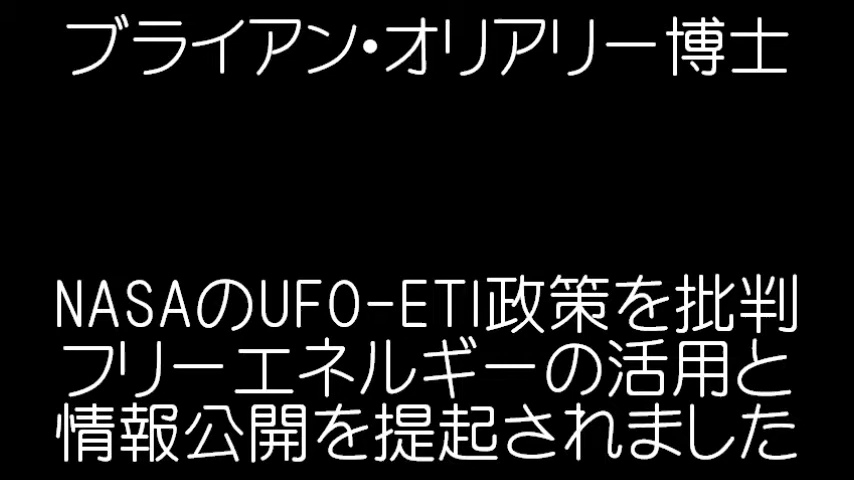 ブライアン・オリアリー博士
NASAのUFO-ETI政策を批判
フリーエネルギーの活用と
情報公開を提起されました